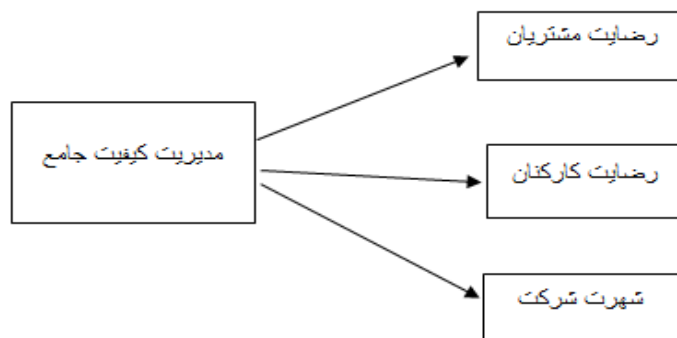 رضایت مشتریان
مدیریت کیفیت جامع
رضایت کارکنان
شهرت شرکت